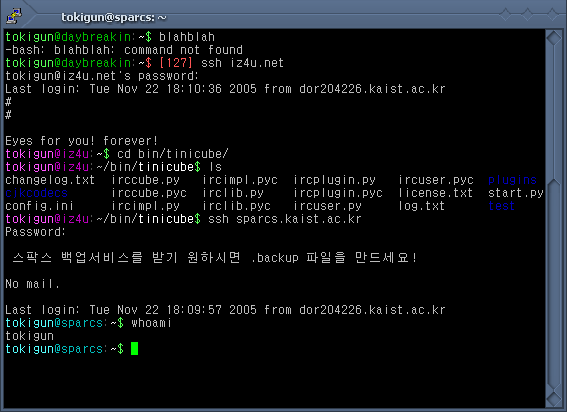 tokigun@sparcs: ~
tokigun@daybreakin:~$ blahblah
-bash: blahblah: command not found
tokigun@daybreakin:~$ [127] ssh iz4u.net
tokigun@iz4u.net's password:
Last login: Tue Nov 22 18:10:36 2005 from dor204226.kaist.ac.kr
#
#
Eyes for you! forever!
tokigun@iz4u:~$ cd bin/tinicube/
tokigun@iz4u:~/bin/tinicube$ ls
changelog.txt irccube.py ircimpl.pyc ircplugin.py ircuser.pyc plugins
cjkcodecs irccube.pyc irclib.py ircplugin.pyc license.txt start.py
config.ini ircimpl.py irclib.pyc ircuser.py log.txt test
tokigun@iz4u:~/bin/tinicube$ ssh sparcs.kaist.ac.kr
Password:
스팍스 백업서비스를 받기 원하시면 .backup 파일을 만드세요!
No mail.
Last login: Tue Nov 22 18:09:57 2005 from dor204226.kaist.ac.kr
tokigun@sparcs:~$ whoami
tokigun
tokigun@sparcs:~$